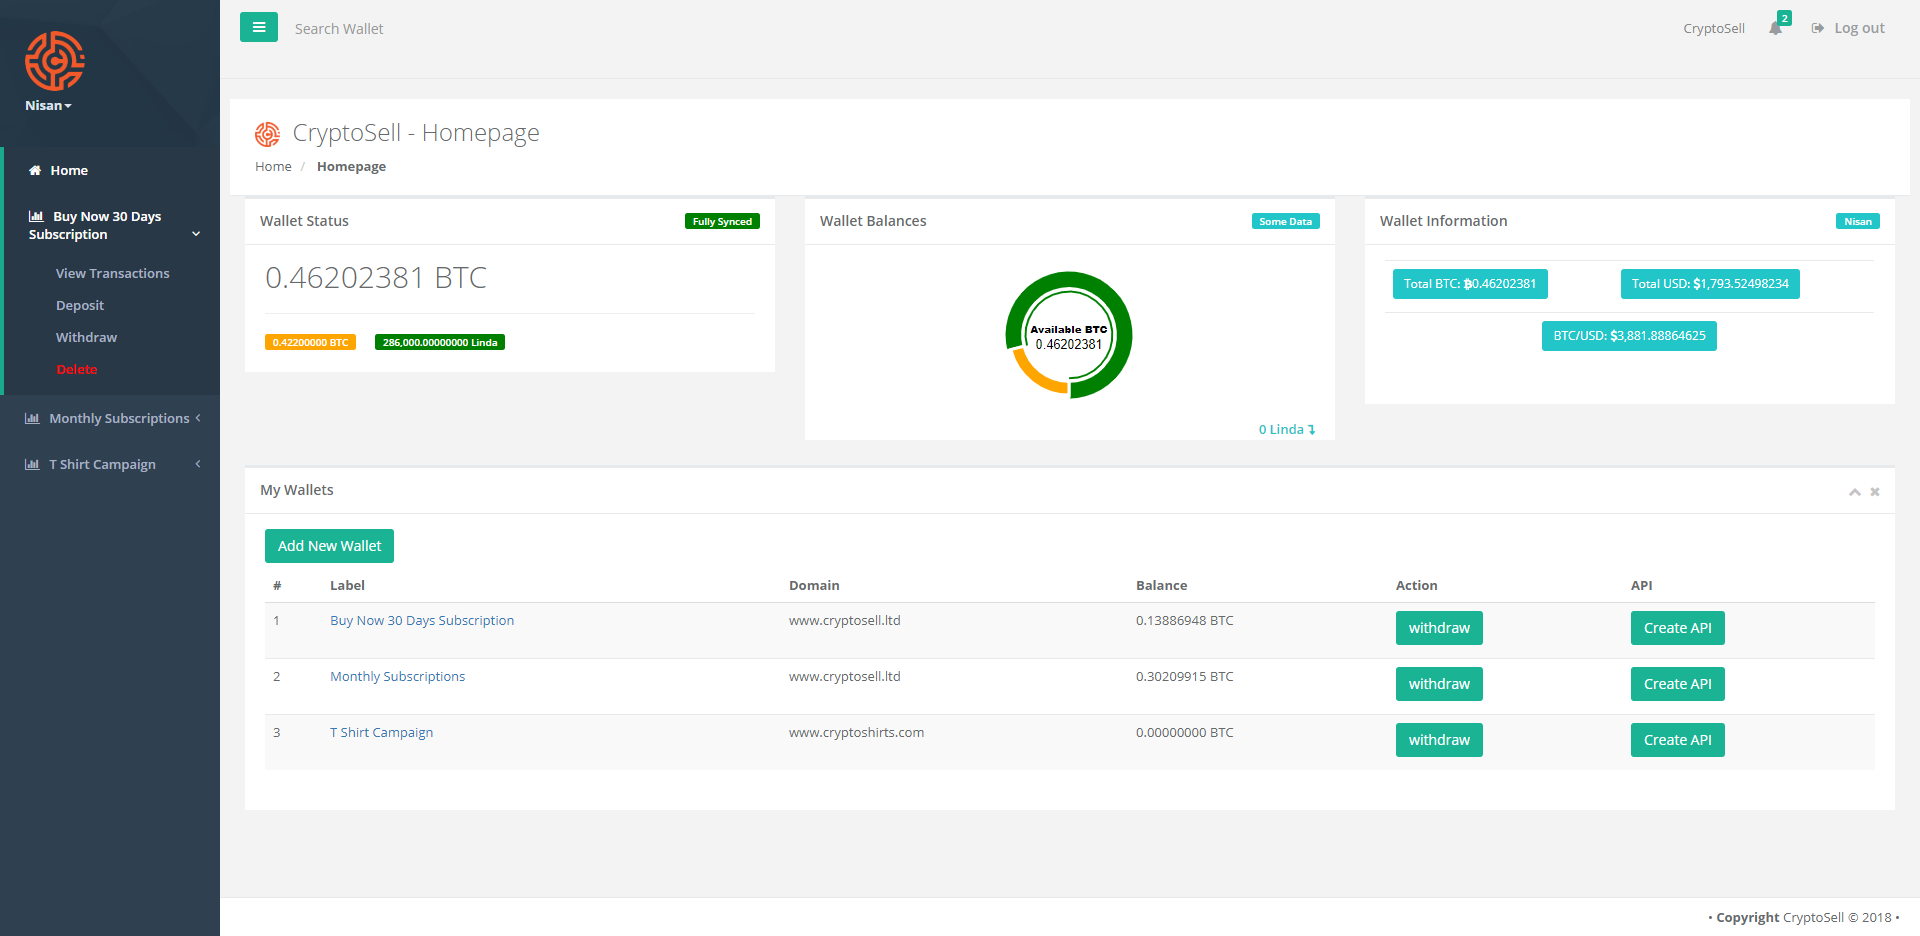 Nisan
Home
Buy Now 30 Days
Subscription
View Transactions
Deposit
Withdraw
Delete
Monthly Subscriptions
T Shirt Campaign
Search Wallet
CryptoSell
2
Log out
CryptoSell - Homepage
Home / Homepage
Wallet Status
Fully Synced
0.46202381 BTC
0.42200000 BTC
286,000.00000000 Linda
Wallet Balances
Some Data
Available BTC
0.46202381
0 Linda
Wallet Information
Nisan
Total BTC: ₿0.46202381
Total USD: $1,793.52498234
BTC/USD: $3,881.88864625
My Wallets
Add New Wallet
# Label Domain Balance Action API
1 Buy Now 30 Days Subscription www.cryptosell.ltd 0.13886948 BTC withdraw Create API
2 Monthly Subscriptions www.cryptosell.ltd 0.30209915 BTC withdraw Create API
3 T Shirt Campaign www.cryptoshirts.com 0.00000000 BTC withdraw Create API
• Copyright CryptoSell © 2018 •